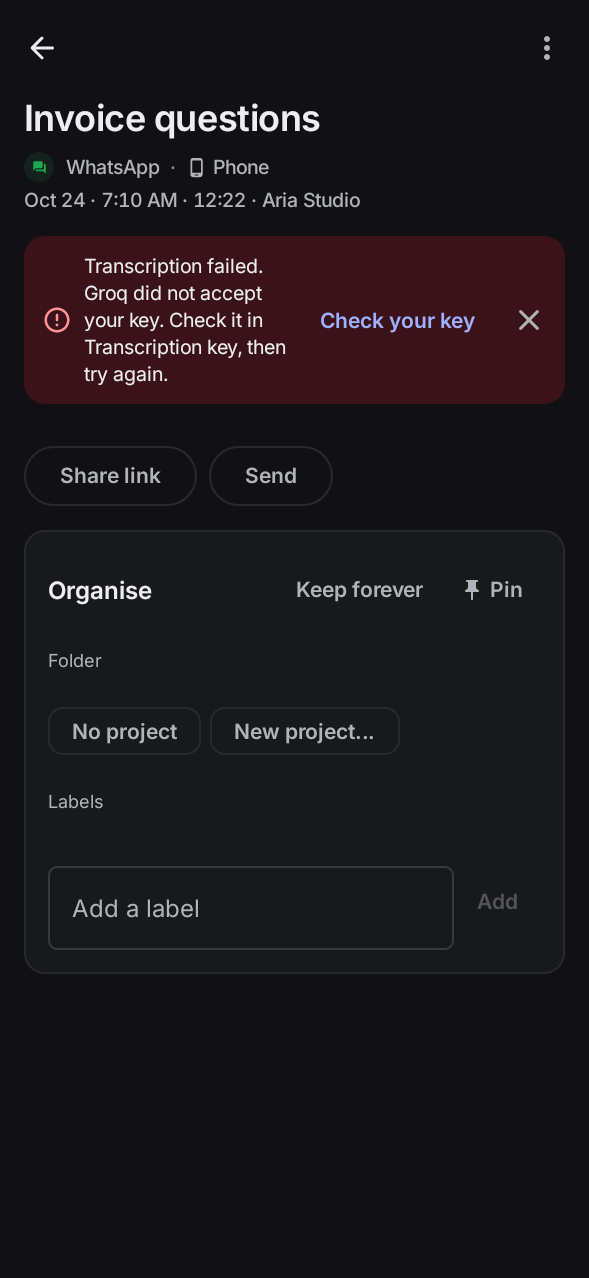 Invoice questions
WhatsApp · Phone
Oct 24 · 7:10 AM · 12:22 · Aria Studio
Transcription failed.
Groq did not accept
your key. Check it in
Transcription key, then
try again.
Check your key
Share link
Send
Organise
Keep forever
Pin
Folder
No project
New project...
Labels
Add a label
Add